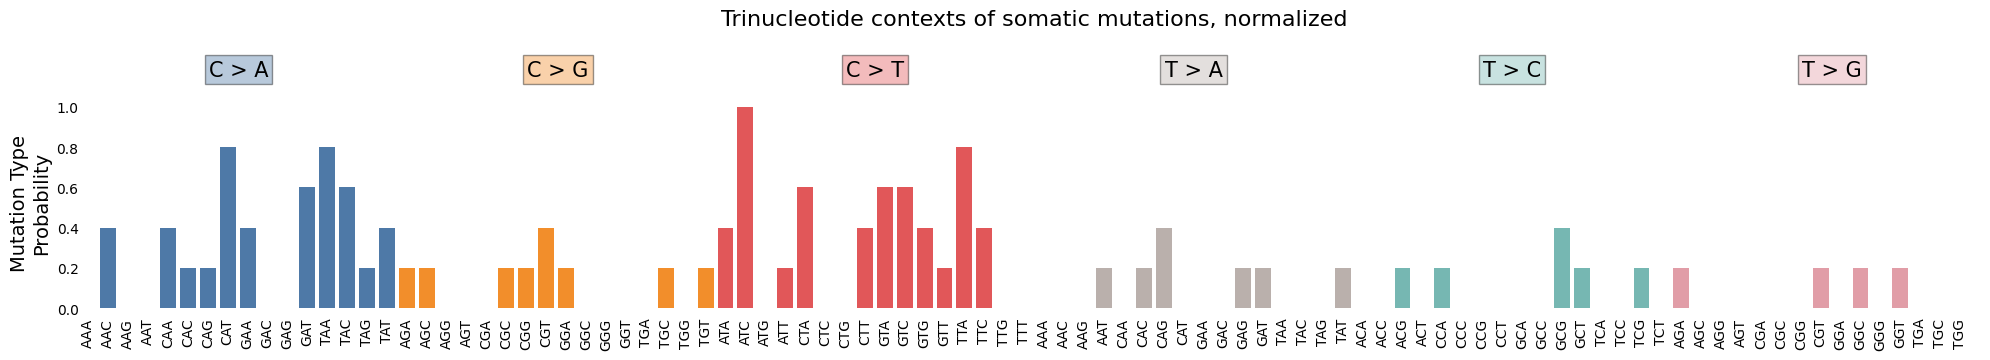 Trinucleotide contexts of somatic mutations, normalized
C > A
C > G
C > T
T > A
T > C
T > G
Mutation Type
Probability
1.0
0.8
0.6
0.4
0.2
0.0
AAA
AAC
AAG
AAT
CAA
CAC
CAG
CAT
GAA
GAC
GAG
GAT
TAA
TAC
TAG
TAT
AGA
AGC
AGG
AGT
CGA
CGC
CGG
CGT
GGA
GGC
GGG
GGT
TGA
TGC
TGG
TGT
ATA
ATC
ATG
ATT
CTA
CTC
CTG
CTT
GTA
GTC
GTG
GTT
TTA
TTC
TTG
TTT
AAA
AAC
AAG
AAT
CAA
CAC
CAG
CAT
GAA
GAC
GAG
GAT
TAA
TAC
TAG
TAT
ACA
ACC
ACG
ACT
CCA
CCC
CCG
CCT
GCA
GCC
GCG
GCT
TCA
TCC
TCG
TCT
AGA
AGC
AGG
AGT
CGA
CGC
CGG
CGT
GGA
GGC
GGG
GGT
TGA
TGC
TGG